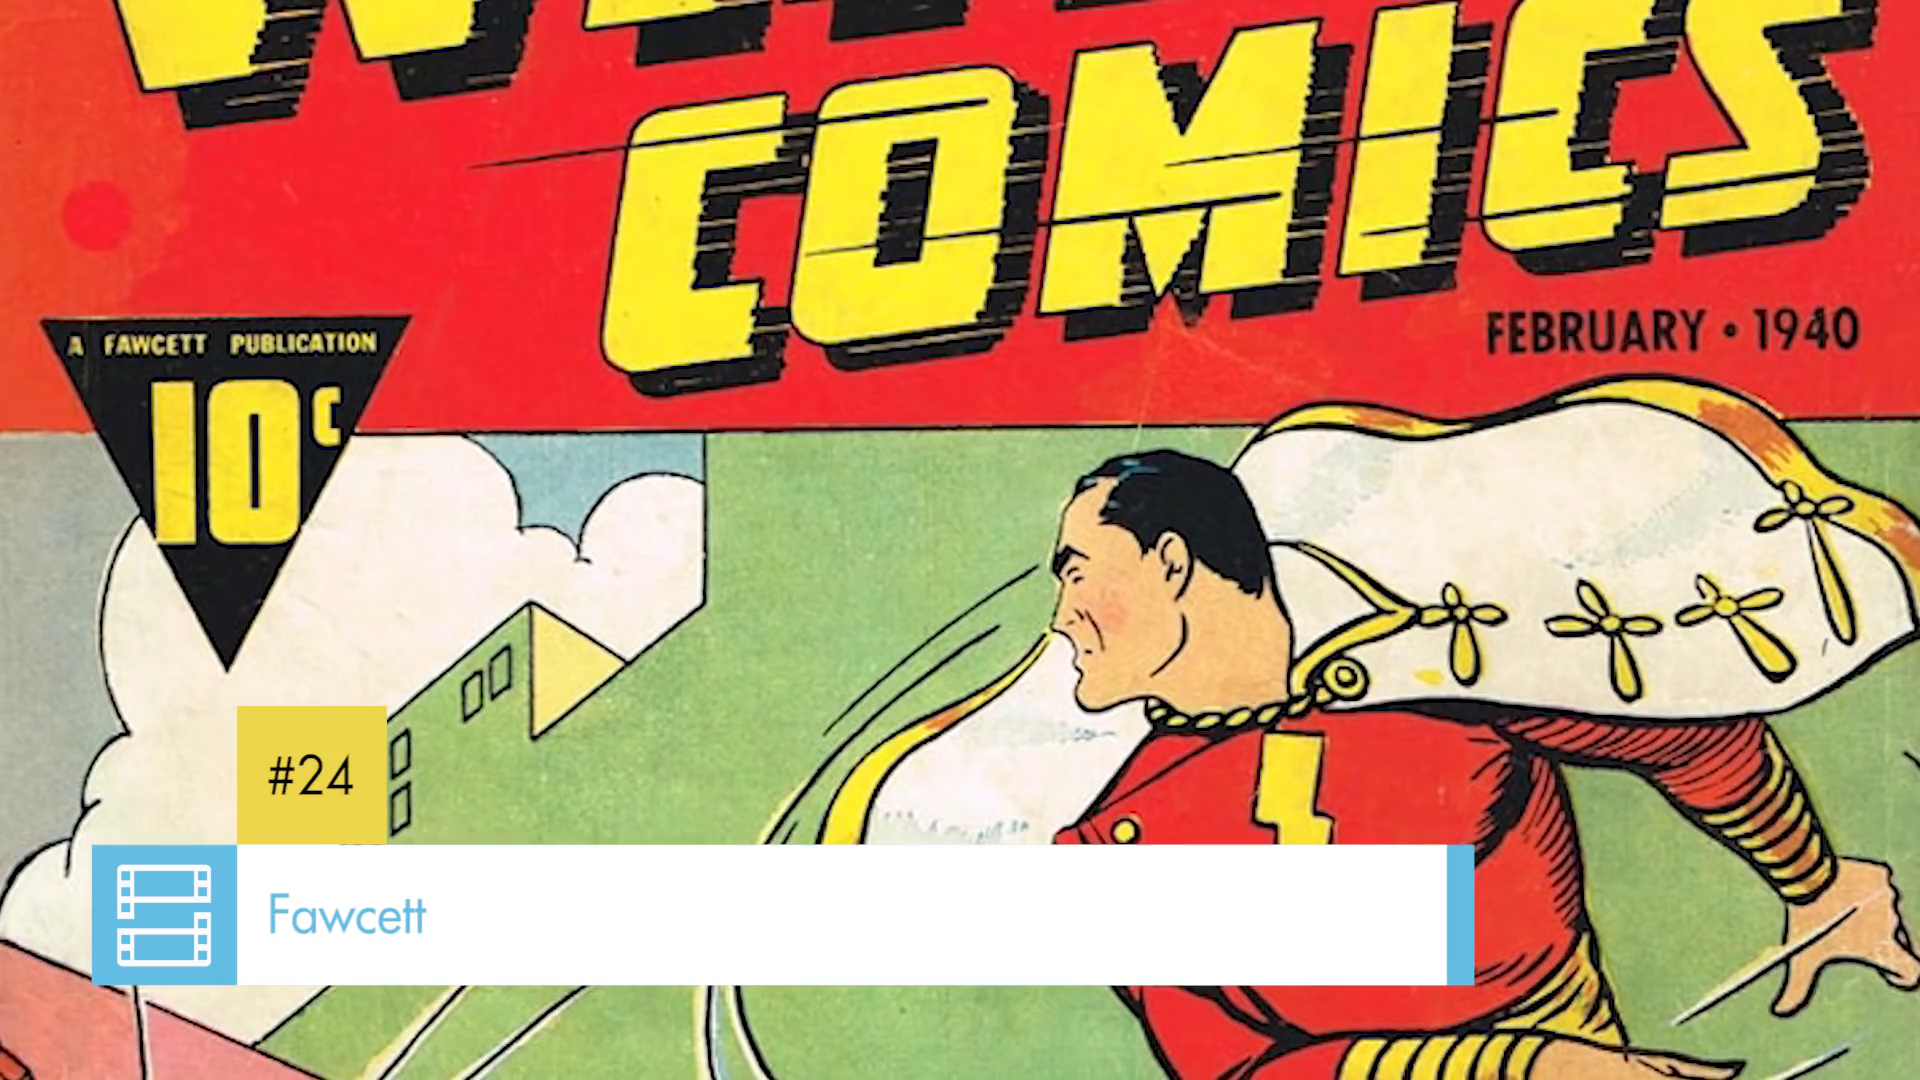 COMICS
FEBRUARY • 1940
A FAWCETT PUBLICATION
10¢
#24
Fawcett